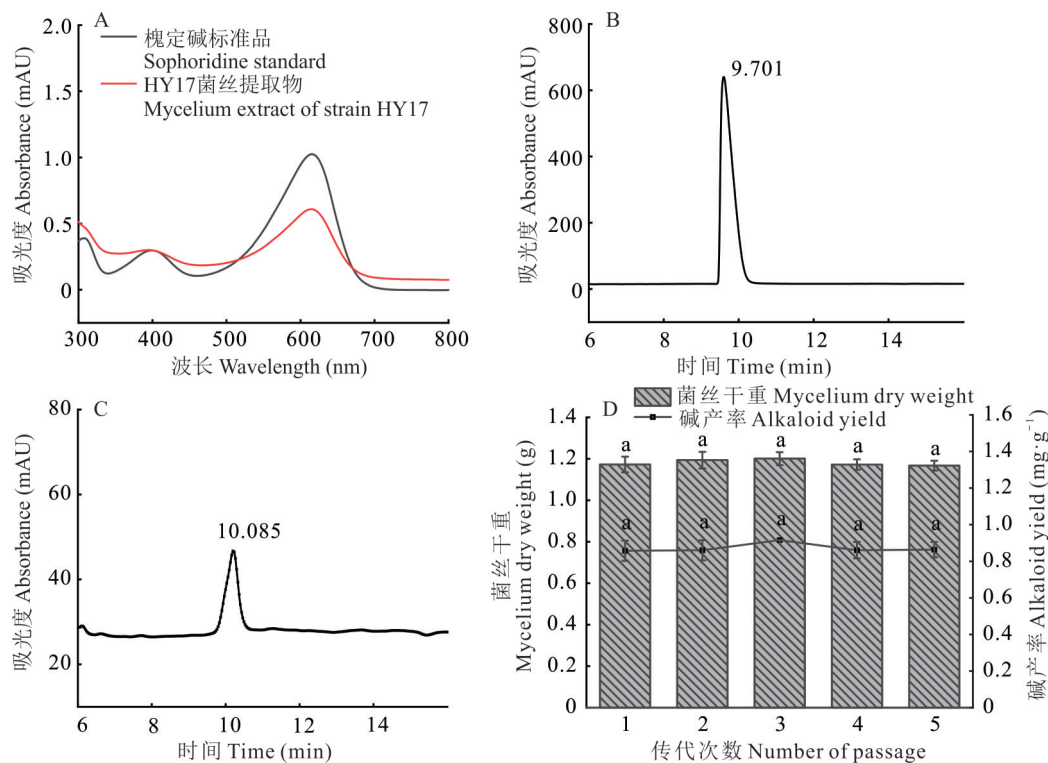 A
槐定碱标准品
Sophoridine standard
HY17菌丝提取物
Mycelium extract of strain HY17
吸光度 Absorbance (mAU)
2.0
1.5
1.0
0.5
0
300 400 500 600 700 800
波长 Wavelength (nm)
B
9.701
吸光度 Absorbance (mAU)
800
600
400
200
0
6 8 10 12 14
时间 Time (min)
C
10.085
吸光度 Absorbance (mAU)
80
60
40
20
6 8 10 12 14
时间 Time (min)
D
菌丝干重 Mycelium dry weight
碱产率 Alkaloid yield
菌丝干重
Mycelium dry weight (g)
1.4
1.2
1.0
0.8
0.6
0.4
0.2
0
a a a a a
a a a a a
1.6
1.4
1.2
1.0
0.8
0.6
0.4
0.2
0
碱产率 Alkaloid yield (mg·g⁻¹)
1 2 3 4 5
传代次数 Number of passage